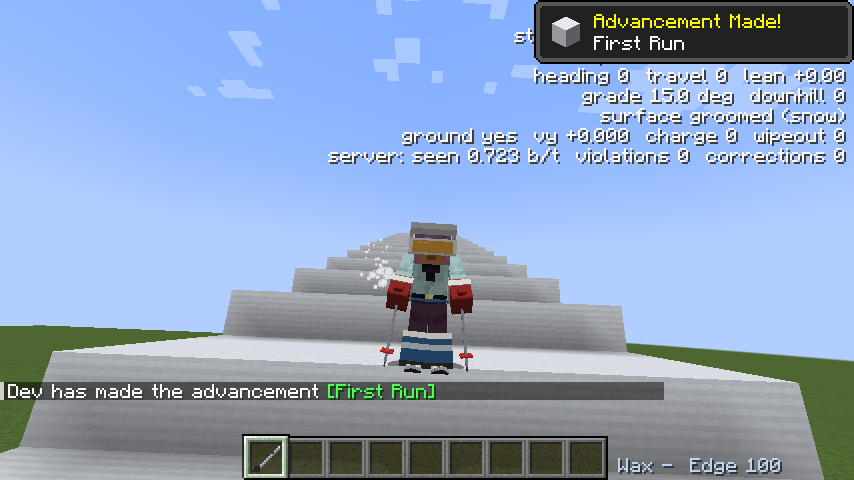 Advancement Made!
First Run
st
heading 0 travel 0 lean +0.00
grade 15.0 deg downhill 0
surface groomed (snow)
ground yes vy +0.000 charge 0 wipeout 0
server: seen 0.723 b/t violations 0 corrections 0
Dev has made the advancement [First Run]
Wax - Edge 100